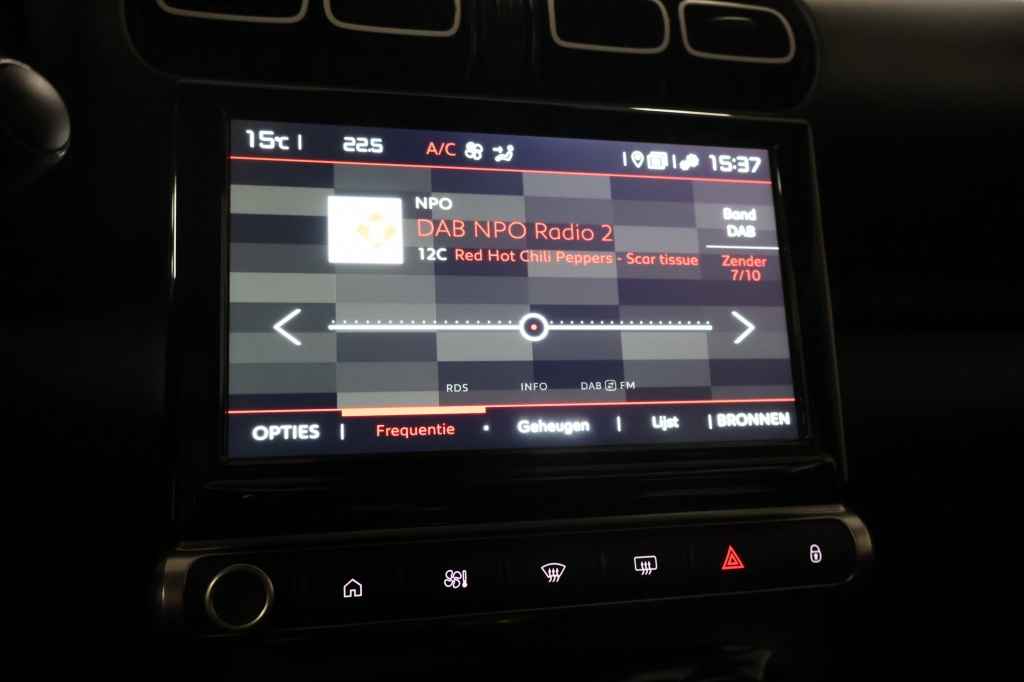 15°C | 22.5 A/C 15:37
NPO
DAB NPO Radio 2
12C Red Hot Chili Peppers - Scar tissue
Band
DAB
Zender
7/10
RDS INFO DAB FM
OPTIES | Frequentie Geheugen | Lijst | BRONNEN